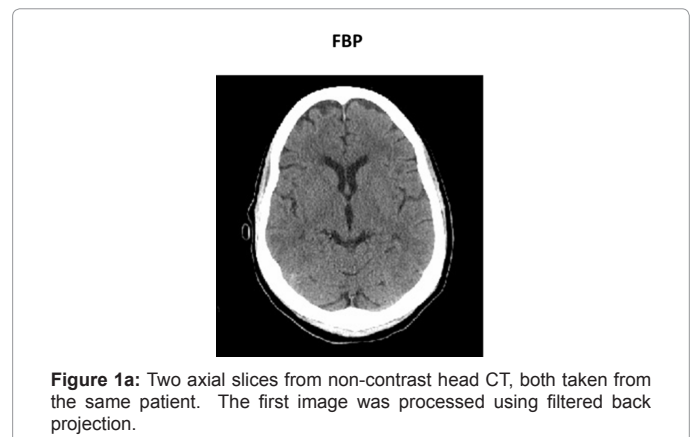 FBP
Figure 1a: Two axial slices from non-contrast head CT, both taken from
the same patient. The first image was processed using filtered back
projection.